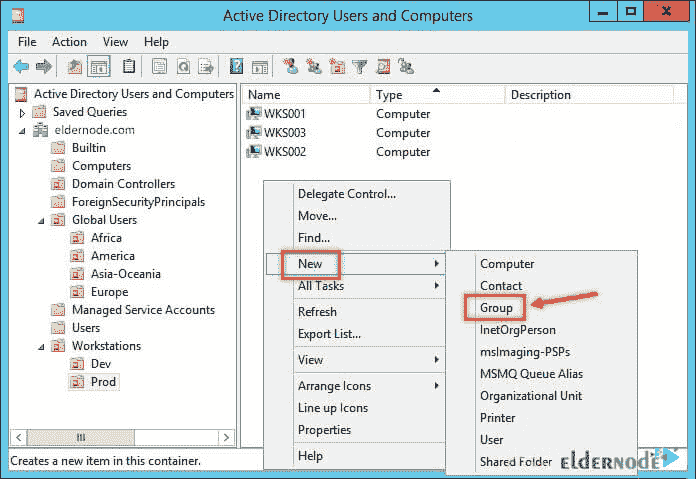 Active Directory Users and Computers
File Action View Help
Active Directory Users and Computers
Saved Queries
eldernode.com
Builtin
Computers
Domain Controllers
ForeignSecurityPrincipals
Global Users
Africa
America
Asia-Oceania
Europe
Managed Service Accounts
Users
Workstations
Dev
Prod
Name Type Description
WKS001 Computer
WKS003 Computer
WKS002 Computer
Delegate Control...
Move...
Find...
New
All Tasks
Refresh
Export List...
View
Arrange Icons
Line up Icons
Properties
Help
Computer
Contact
Group
InetOrgPerson
msImaging-PSPs
MSMQ Queue Alias
Organizational Unit
Printer
User
Shared Folder
Creates a new item in this container.
ELDERNODE